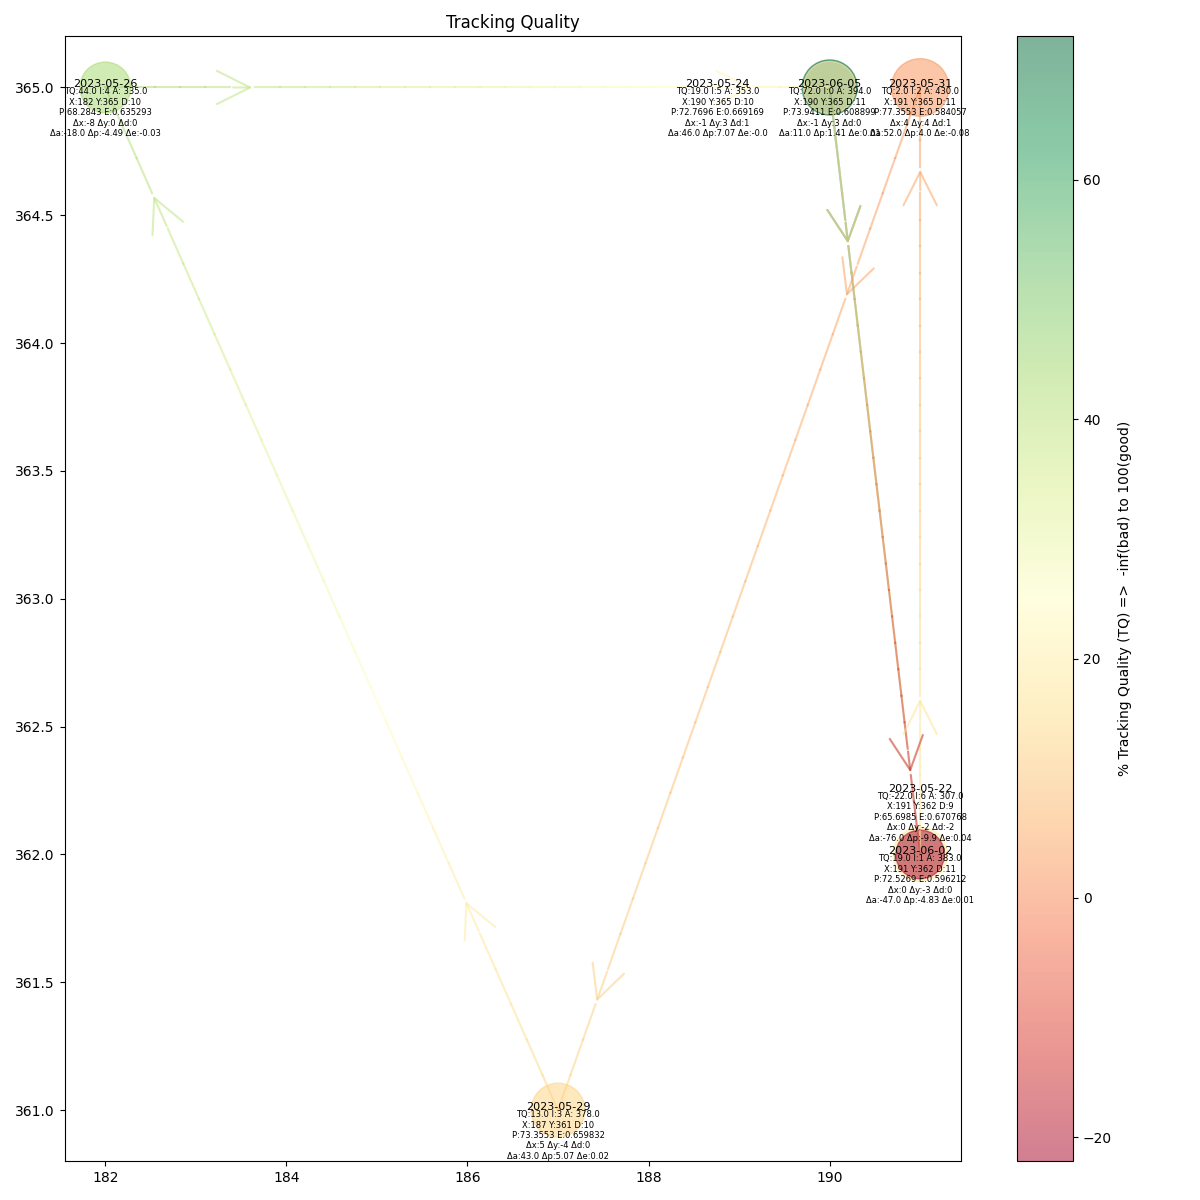 Tracking Quality
365.0
364.5
364.0
363.5
363.0
362.5
362.0
361.5
361.0
182
184
186
188
190
2023-05-26
TQ:44.0 I:4 A: 335.0
X:182 Y:365 D:10
P:68.2843 E:0.635293
Δx:-8 Δy:0 Δd:0
Δa:-18.0 Δp:-4.49 Δe:-0.03
2023-05-24
TQ:19.0 I:5 A: 353.0
X:190 Y:365 D:10
P:72.7696 E:0.669169
Δx:-1 Δy:3 Δd:1
Δa:46.0 Δp:7.07 Δe:-0.0
2023-06-05
TQ:72.0 I:0 A: 394.0
X:190 Y:365 D:11
P:73.9411 E:0.608899
Δx:-1 Δy:3 Δd:0
Δa:11.0 Δp:1.41 Δe:0.01
2023-05-31
TQ:2.0 I:2 A: 430.0
X:191 Y:365 D:11
P:77.3553 E:0.584057
Δx:4 Δy:4 Δd:1
Δa:52.0 Δp:4.0 Δe:-0.08
2023-05-22
TQ:-22.0 I:6 A: 307.0
X:191 Y:362 D:9
P:65.6985 E:0.670768
Δx:0 Δy:-2 Δd:-2
Δa:-76.0 Δp:-9.9 Δe:0.04
2023-06-02
TQ:19.0 I:1 A: 383.0
X:191 Y:362 D:11
P:72.5269 E:0.596212
Δx:0 Δy:-3 Δd:0
Δa:-47.0 Δp:-4.83 Δe:0.01
2023-05-29
TQ:13.0 I:3 A: 378.0
X:187 Y:361 D:10
P:73.3553 E:0.659832
Δx:5 Δy:-4 Δd:0
Δa:43.0 Δp:5.07 Δe:0.02
60
40
20
0
−20
% Tracking Quality (TQ) => -inf(bad) to 100(good)